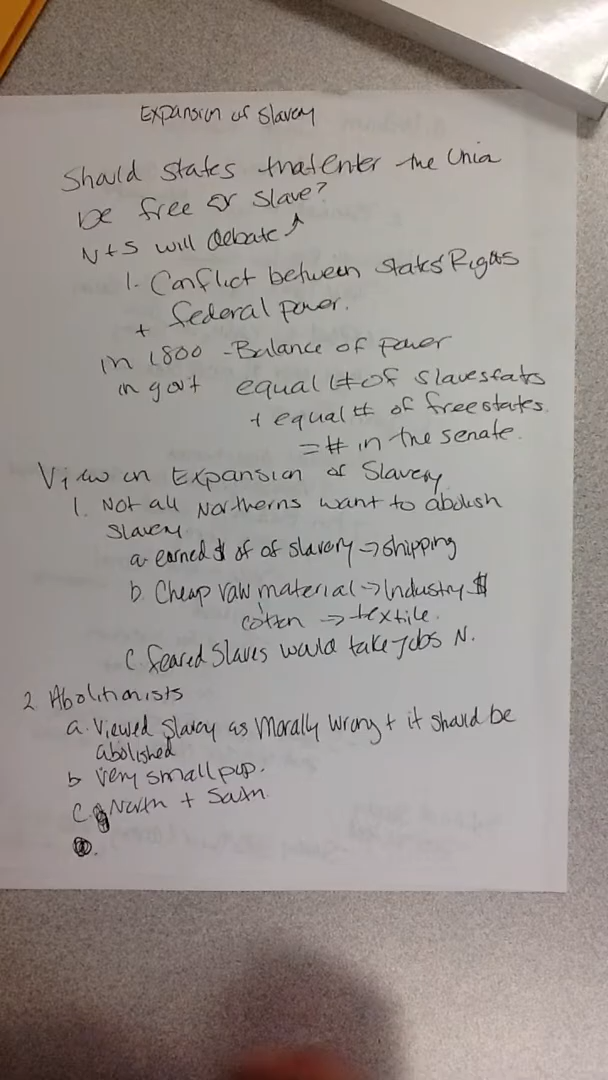 Expansion of Slavery
Should states that enter the Union
be free or slave?
N + S will debate ↑
1. Conflict between states' Rights
+ federal power.
in 1800 - Balance of power
in gov't equal # of slavestats
+ equal # of free states.
= # in the senate.
View on Expansion of Slavery
1. Not all Northerns want to abolish
Slavery
a. earned $ of of slavery → shipping
b. Cheap raw material → Industry $
cotton → textile.
C. feared Slaves would take jobs N.
2 Abolitionists
a. Viewed Slavery as Morally Wrong + it should be
abolished
b Very small pop.
C. North + South